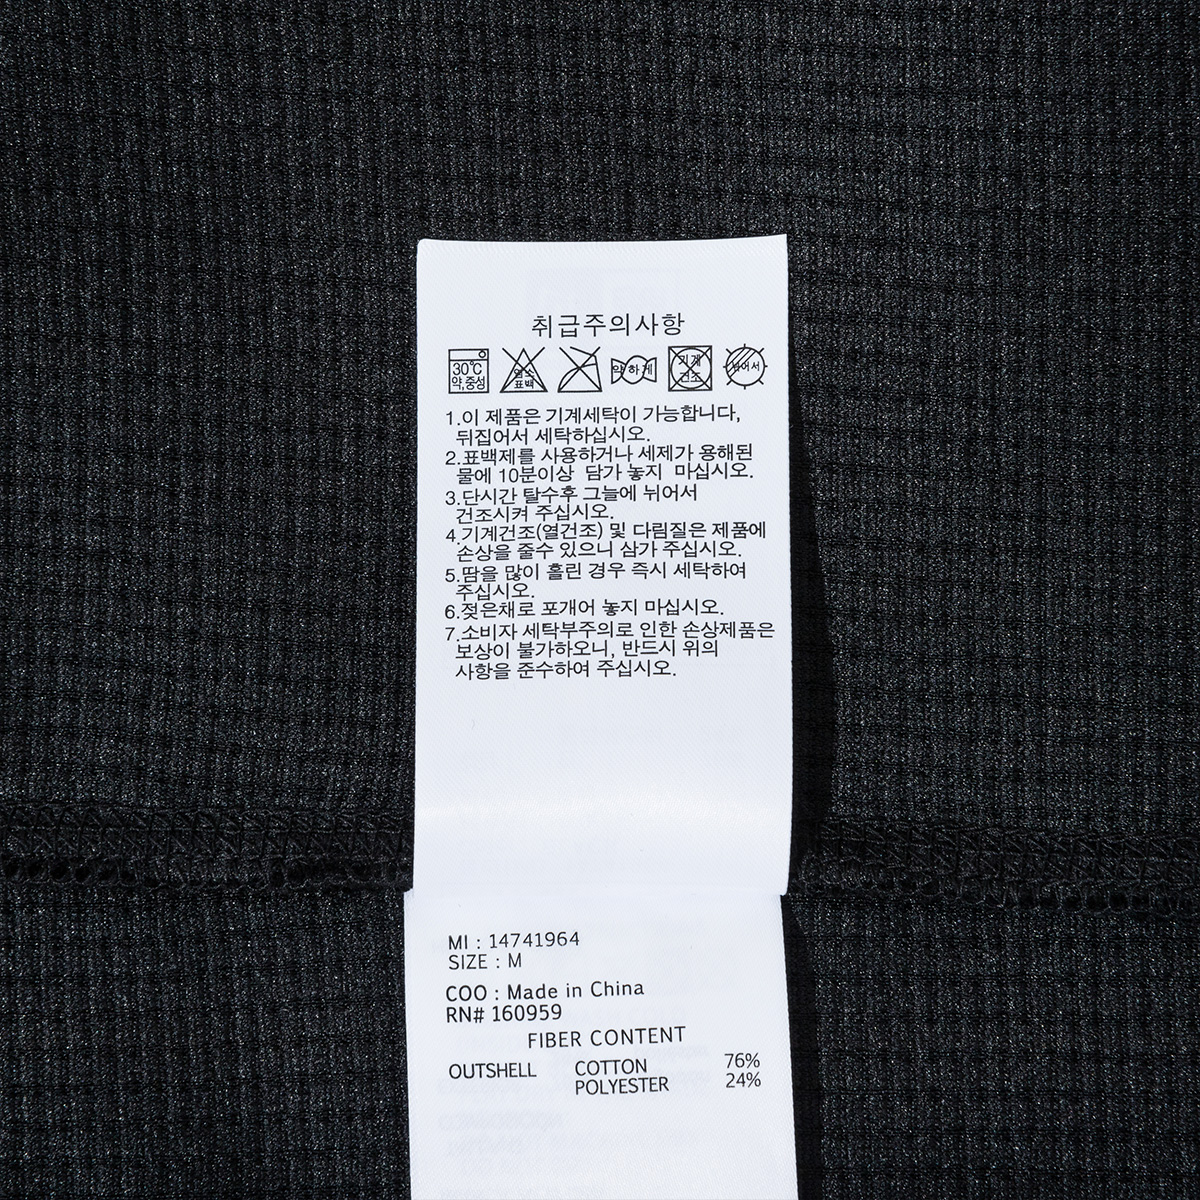 취급주의사항
30℃ 약하게 기계 뉘어서
약,중성 표백 건조
1.이 제품은 기계세탁이 가능합니다,
뒤집어서 세탁하십시오.
2.표백제를 사용하거나 세제가 용해된
물에 10분이상 담가 놓지 마십시오.
3.단시간 탈수후 그늘에 뉘어서
건조시켜 주십시오.
4.기계건조(열건조) 및 다림질은 제품에
손상을 줄수 있으니 삼가 주십시오.
5.땀을 많이 흘린 경우 즉시 세탁하여
주십시오.
6.젖은채로 포개어 놓지 마십시오.
7.소비자 세탁부주의로 인한 손상제품은
보상이 불가하오니, 반드시 위의
사항을 준수하여 주십시오.
MI : 14741964
SIZE : M
COO : Made in China
RN# 160959
FIBER CONTENT
OUTSHELL COTTON 76%
POLYESTER 24%